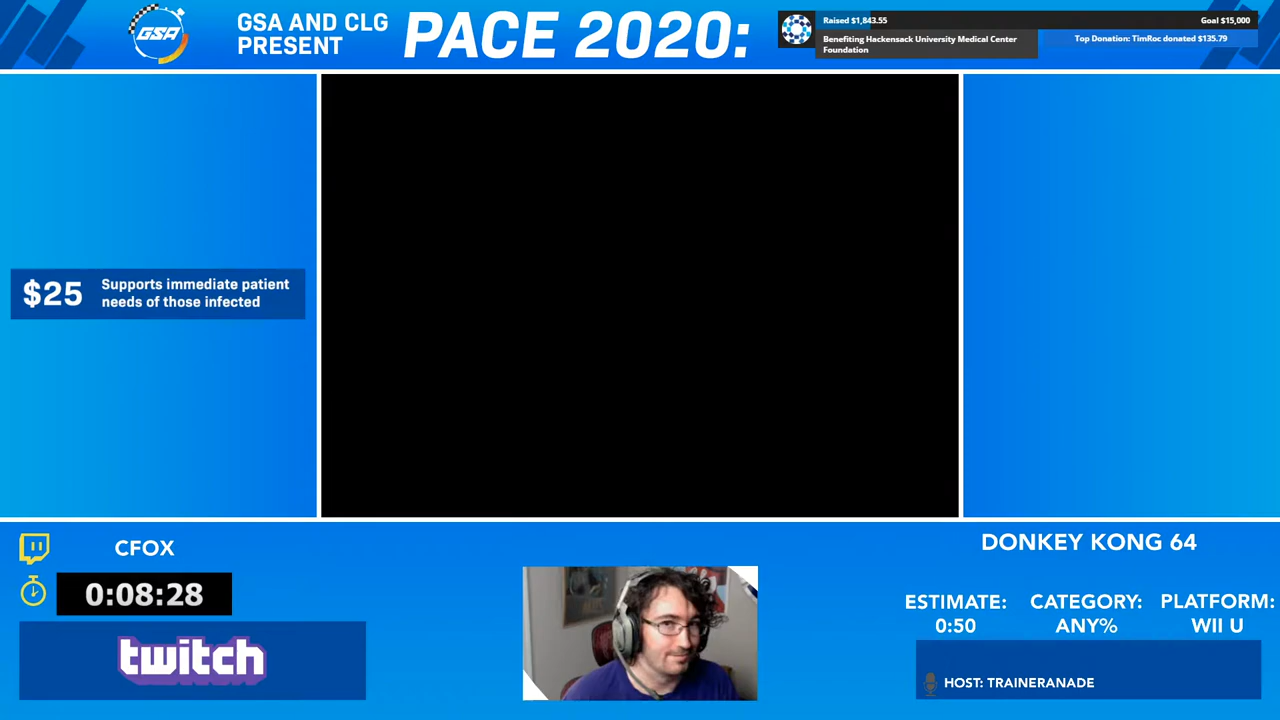 GSA
GSA AND CLG
PRESENT
PACE 2020:
Raised $1,843.55
Goal $15,000
Benefiting Hackensack University Medical Center
Foundation
Top Donation: TimRoc donated $135.79
$25
Supports immediate patient
needs of those infected
CFOX
0:08:28
twitch
DONKEY KONG 64
ESTIMATE:
0:50
CATEGORY:
ANY%
PLATFORM:
WII U
HOST: TRAINERANADE